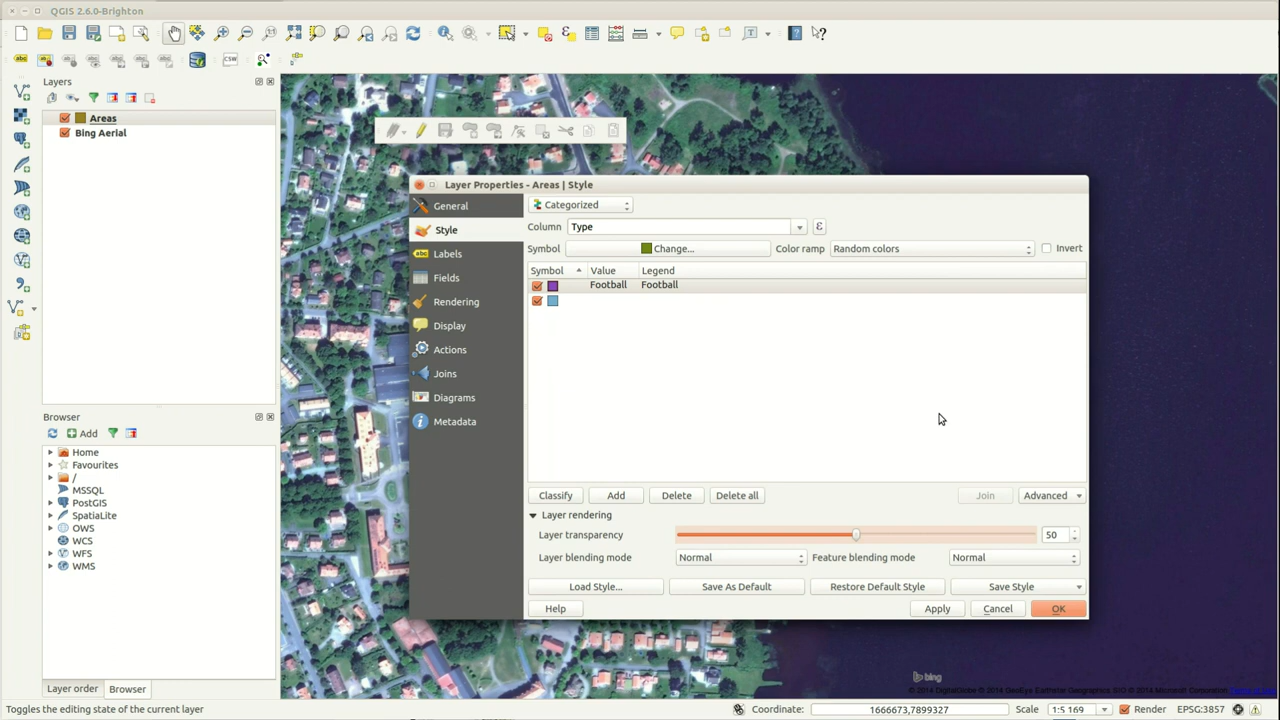 QGIS 2.6.0-Brighton
CSW
Layers
Areas
Bing Aerial
Browser
Add
Home
Favourites
/
MSSQL
PostGIS
SpatiaLite
OWS
WCS
WFS
WMS
Layer order
Browser
Layer Properties - Areas | Style
General
Style
Labels
Fields
Rendering
Display
Actions
Joins
Diagrams
Metadata
Categorized
Column
Type
ε
Symbol
Change...
Color ramp
Random colors
Invert
Symbol
Value
Legend
Football
Football
Classify
Add
Delete
Delete all
Join
Advanced
Layer rendering
Layer transparency
50
Layer blending mode
Normal
Feature blending mode
Normal
Load Style...
Save As Default
Restore Default Style
Save Style
Help
Apply
Cancel
OK
bing
Toggles the editing state of the current layer
Coordinate:
1666673,7899327
Scale
1:5 169
Render
EPSG:3857